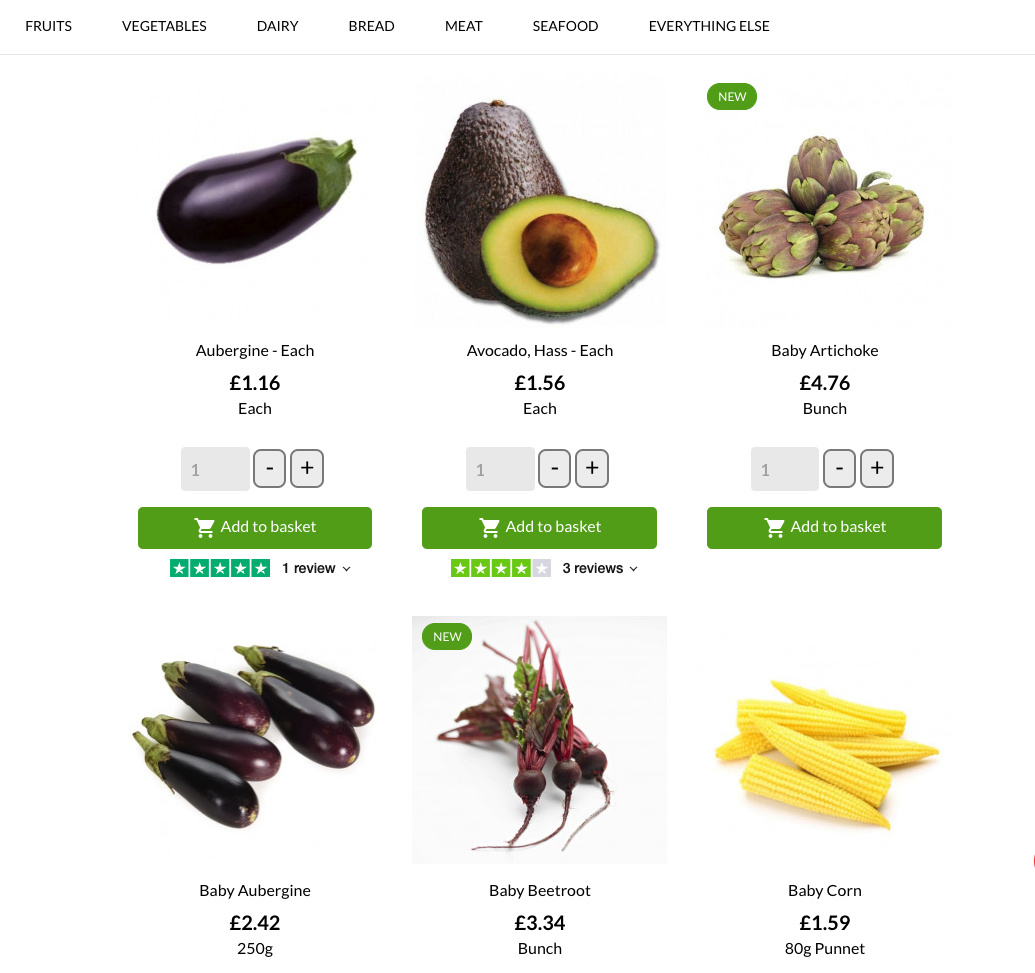 FRUITS VEGETABLES DAIRY BREAD MEAT SEAFOOD EVERYTHING ELSE
NEW
Aubergine - Each Avocado, Hass - Each Baby Artichoke
£1.16 £1.56 £4.76
Each Each Bunch
1 - + 1 - + 1 - +
Add to basket Add to basket Add to basket
1 review 3 reviews
NEW
Baby Aubergine Baby Beetroot Baby Corn
£2.42 £3.34 £1.59
250g Bunch 80g Punnet